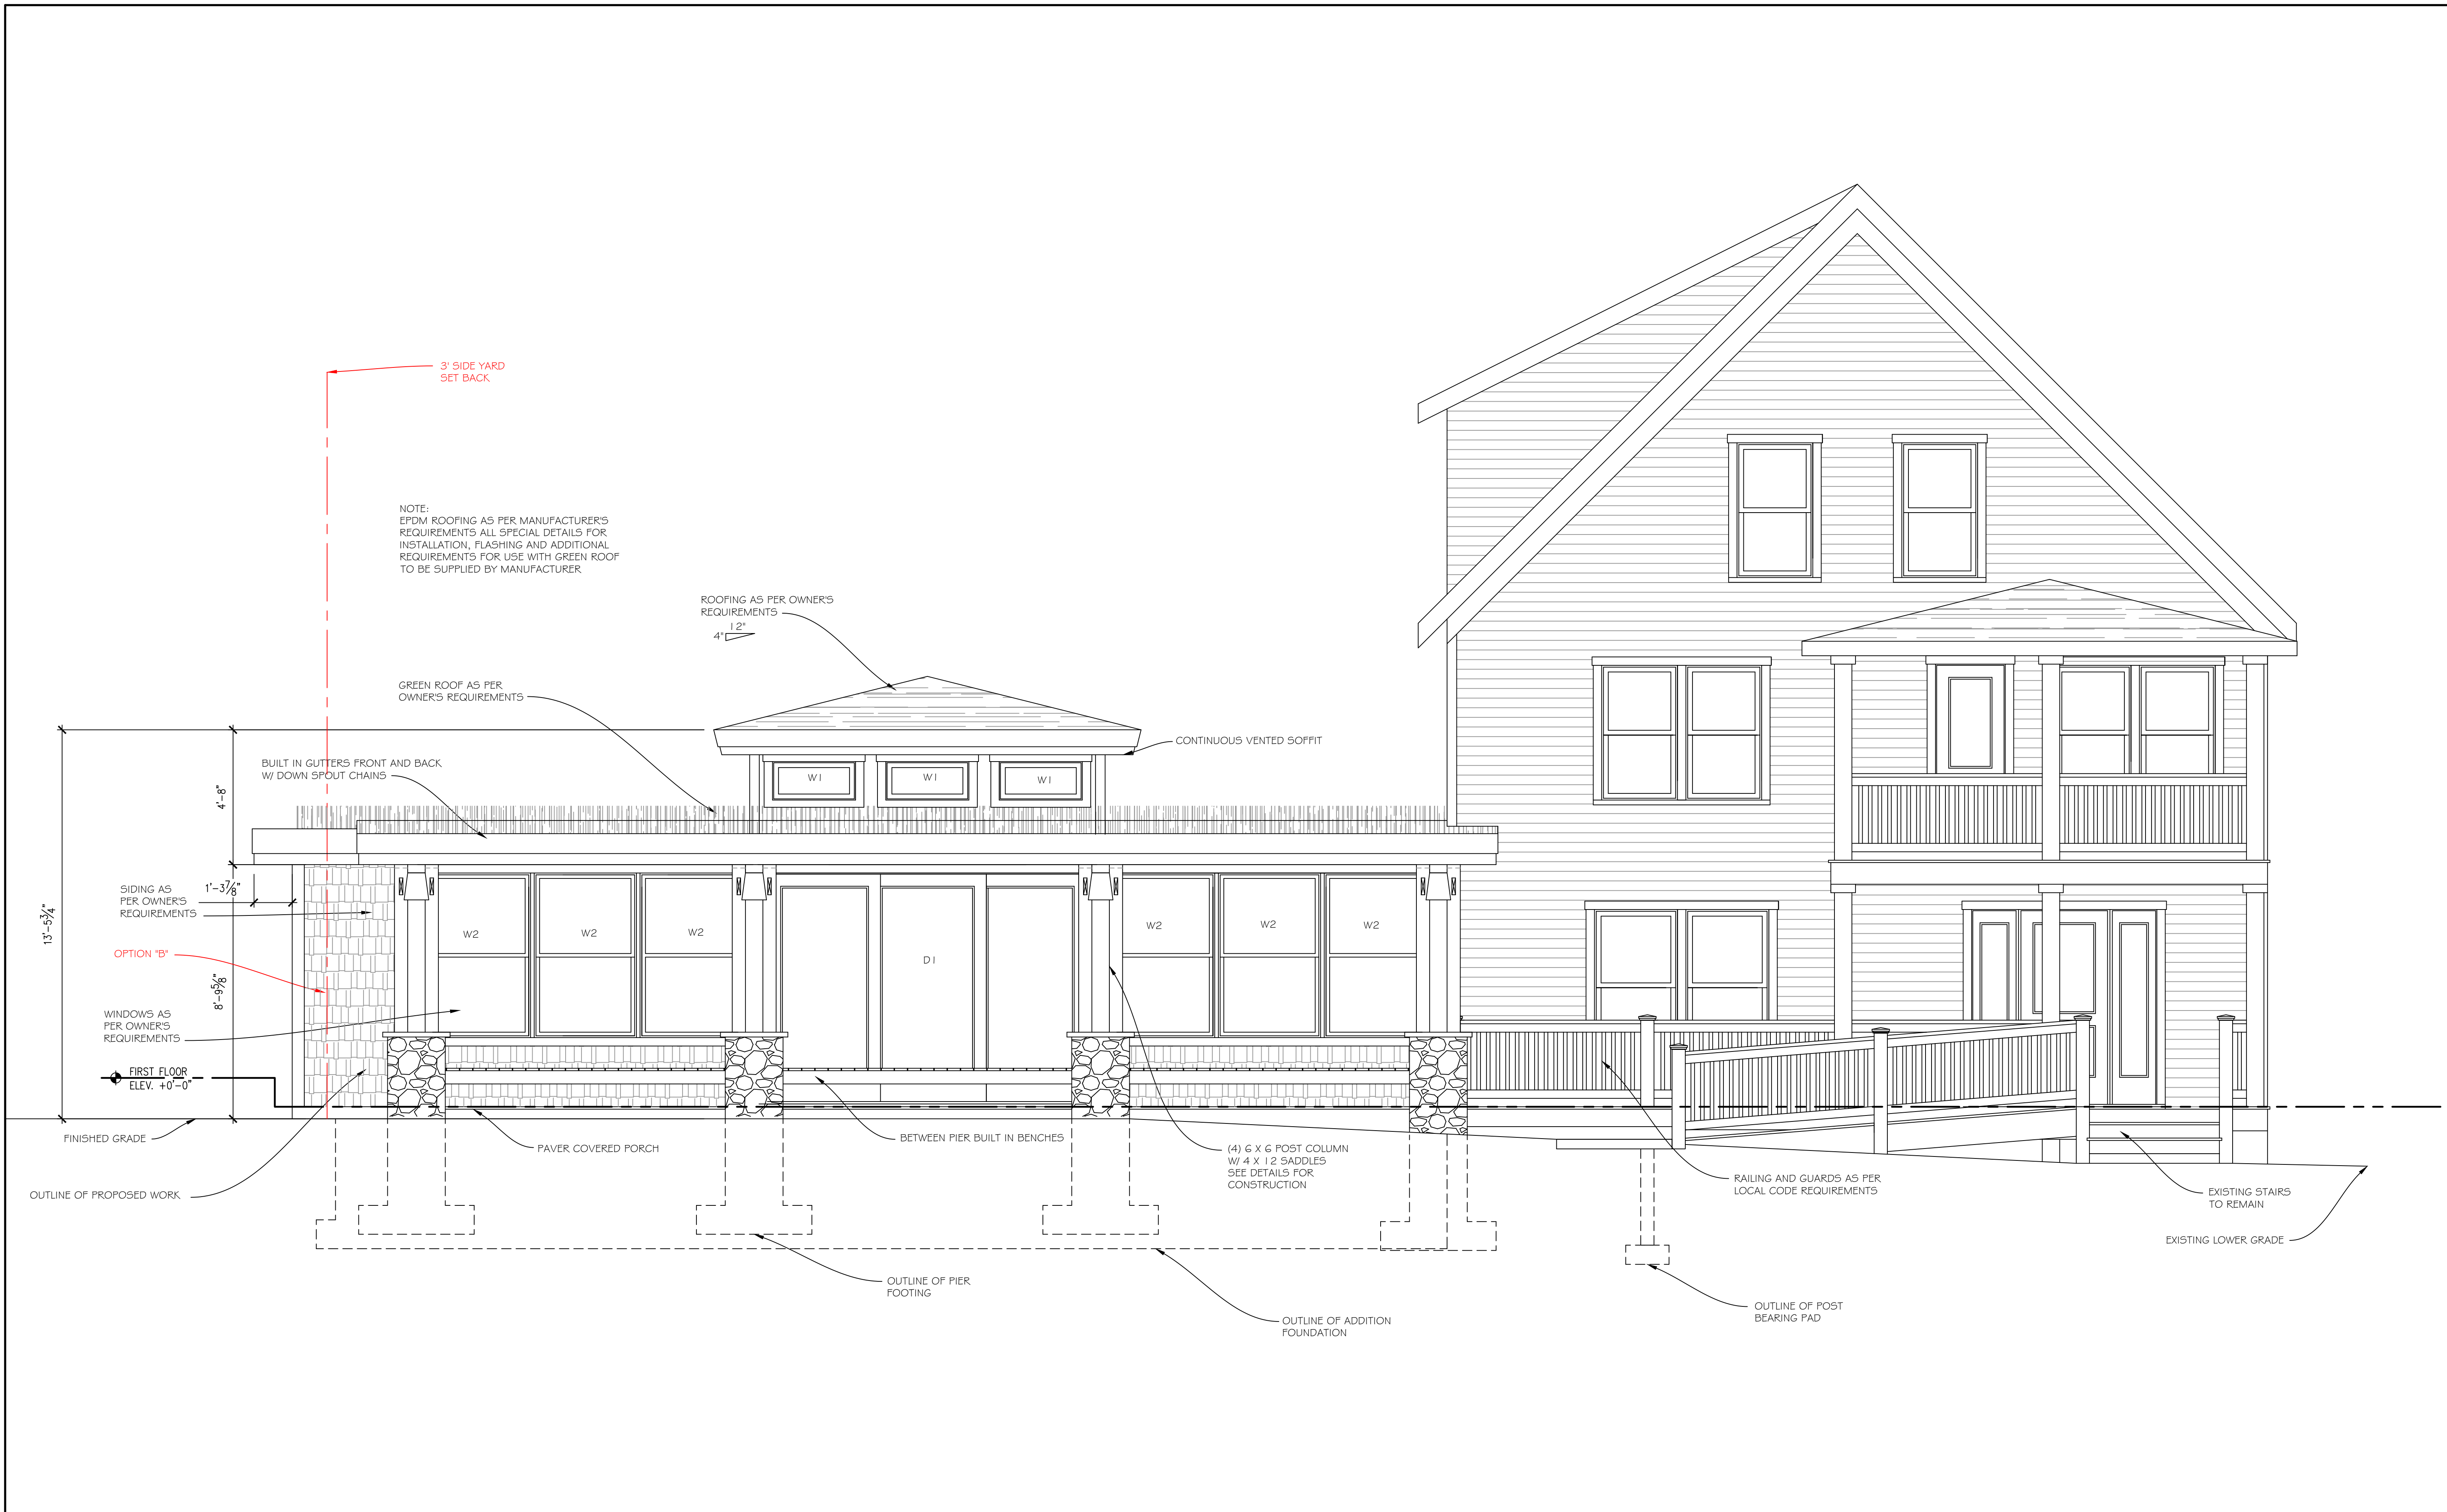 3' SIDE YARD
SET BACK
NOTE:
EPDM ROOFING AS PER MANUFACTURER'S
REQUIREMENTS ALL SPECIAL DETAILS FOR
INSTALLATION, FLASHING AND ADDITIONAL
REQUIREMENTS FOR USE WITH GREEN ROOF
TO BE SUPPLIED BY MANUFACTURER
ROOFING AS PER OWNER'S
REQUIREMENTS
12"
4"
GREEN ROOF AS PER
OWNER'S REQUIREMENTS
CONTINUOUS VENTED SOFFIT
BUILT IN GUTTERS FRONT AND BACK
W/ DOWN SPOUT CHAINS
W1
W1
W1
4'-8"
13'-5¾"
8'-9⅝"
1'-3⅞"
SIDING AS
PER OWNER'S
REQUIREMENTS
OPTION "B"
WINDOWS AS
PER OWNER'S
REQUIREMENTS
W2
W2
W2
D1
W2
W2
W2
FIRST FLOOR
ELEV. +0'-0"
FINISHED GRADE
PAVER COVERED PORCH
BETWEEN PIER BUILT IN BENCHES
(4) 6 X 6 POST COLUMN
W/ 4 X 12 SADDLES
SEE DETAILS FOR
CONSTRUCTION
RAILING AND GUARDS AS PER
LOCAL CODE REQUIREMENTS
EXISTING STAIRS
TO REMAIN
OUTLINE OF PROPOSED WORK
EXISTING LOWER GRADE
OUTLINE OF PIER
FOOTING
OUTLINE OF ADDITION
FOUNDATION
OUTLINE OF POST
BEARING PAD